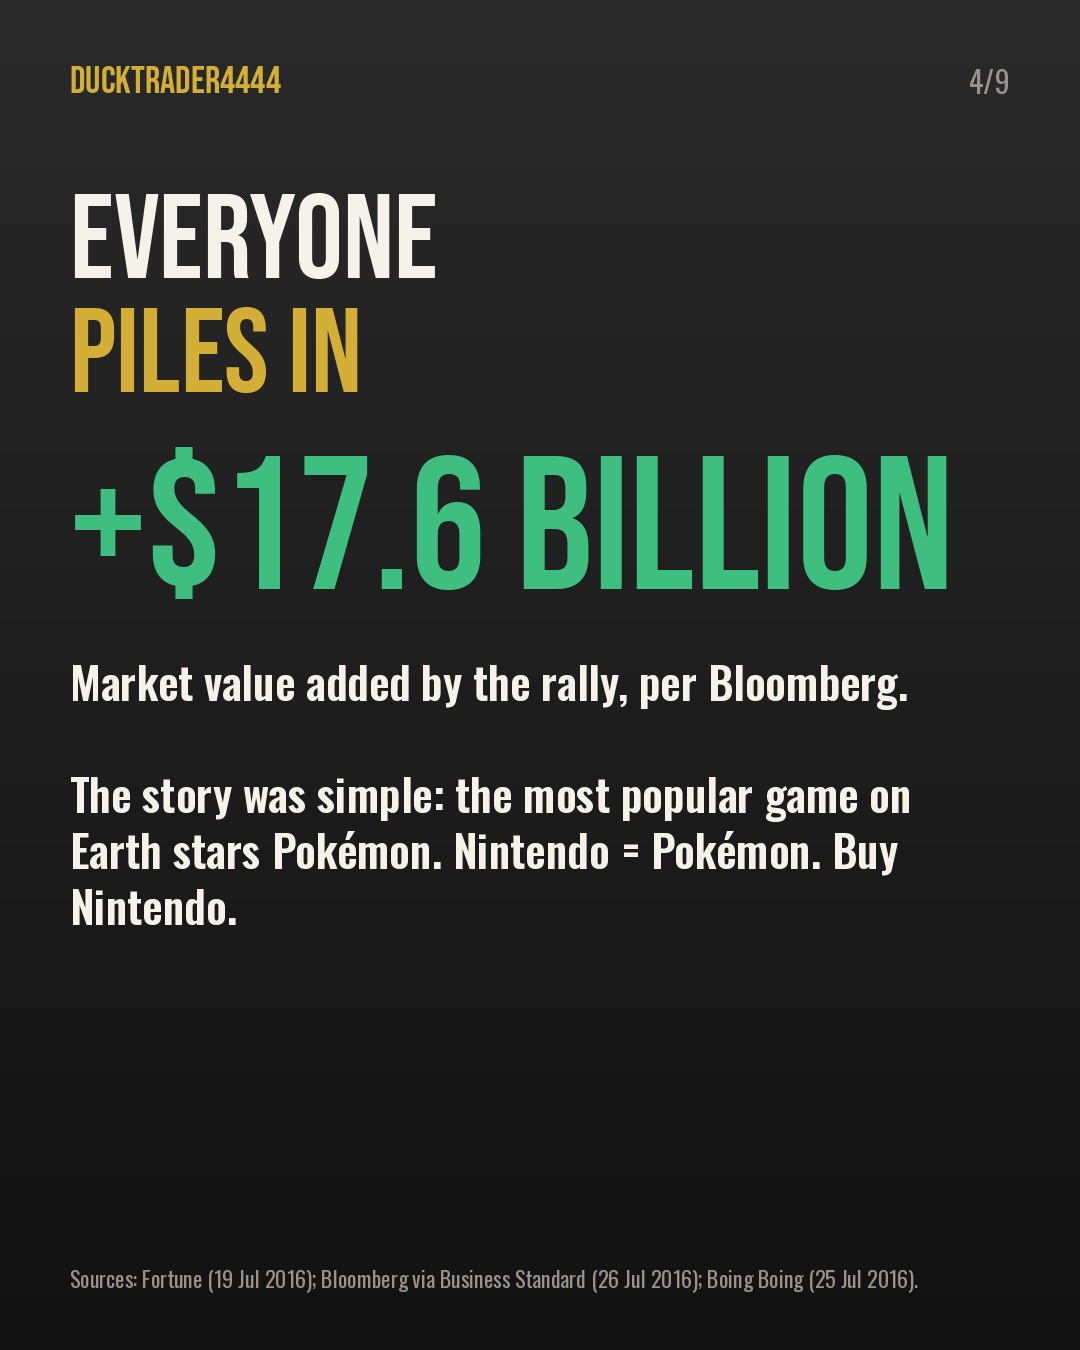 DUCKTRADER4444
4/9
EVERYONE
PILES IN
+$17.6 BILLION
Market value added by the rally, per Bloomberg.
The story was simple: the most popular game on
Earth stars Pokémon. Nintendo = Pokémon. Buy
Nintendo.
Sources: Fortune (19 Jul 2016); Bloomberg via Business Standard (26 Jul 2016); Boing Boing (25 Jul 2016).